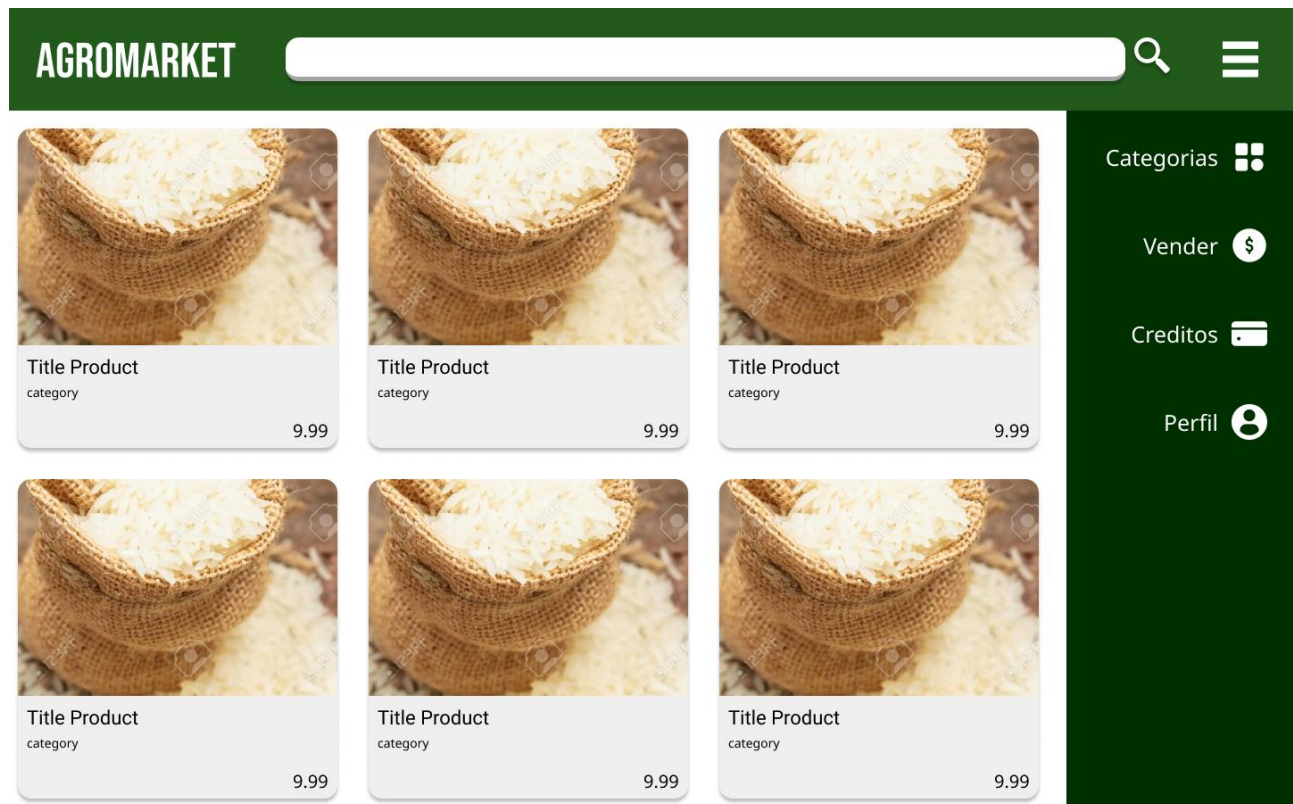 AGROMARKET
Categorias
Vender
Creditos
Perfil
Title Product
category
9.99
Title Product
category
9.99
Title Product
category
9.99
Title Product
category
9.99
Title Product
category
9.99
Title Product
category
9.99